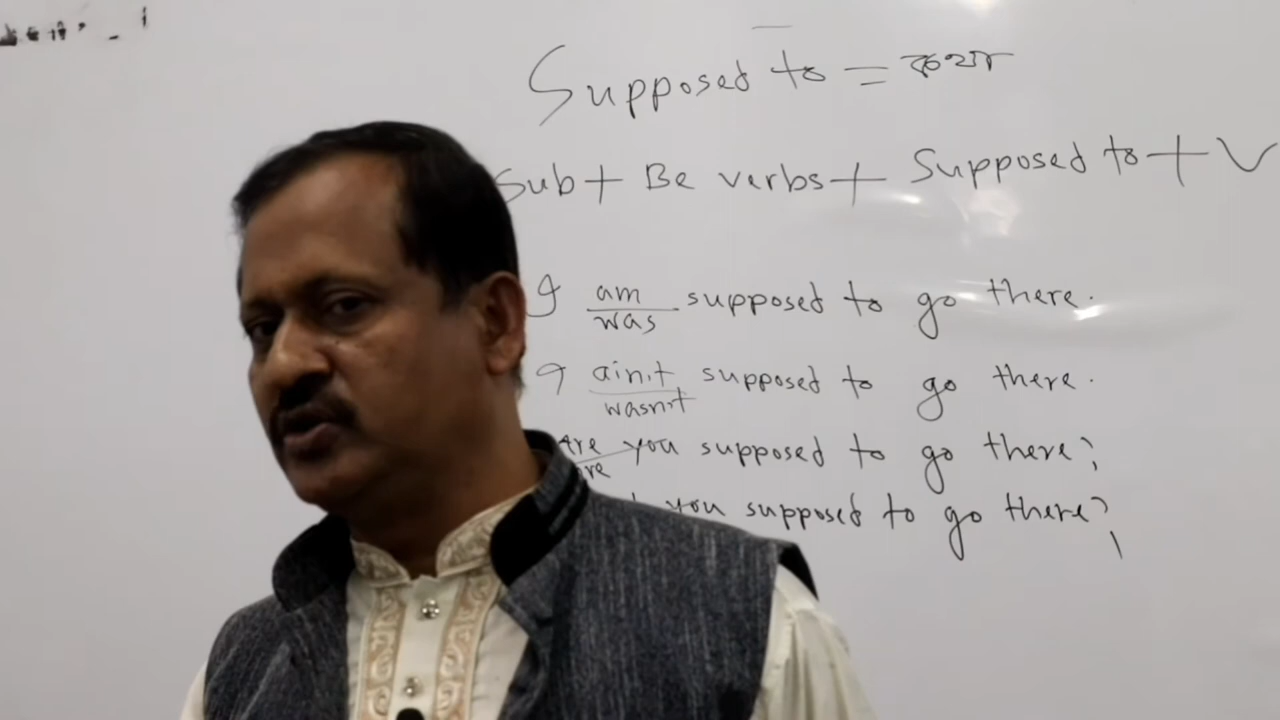 Supposed to = কথা
Sub + Be verbs + Supposed to + V
I am supposed to go there.
was
I ain't supposed to go there.
wasn't
Are you supposed to go there?
you supposed to go there?